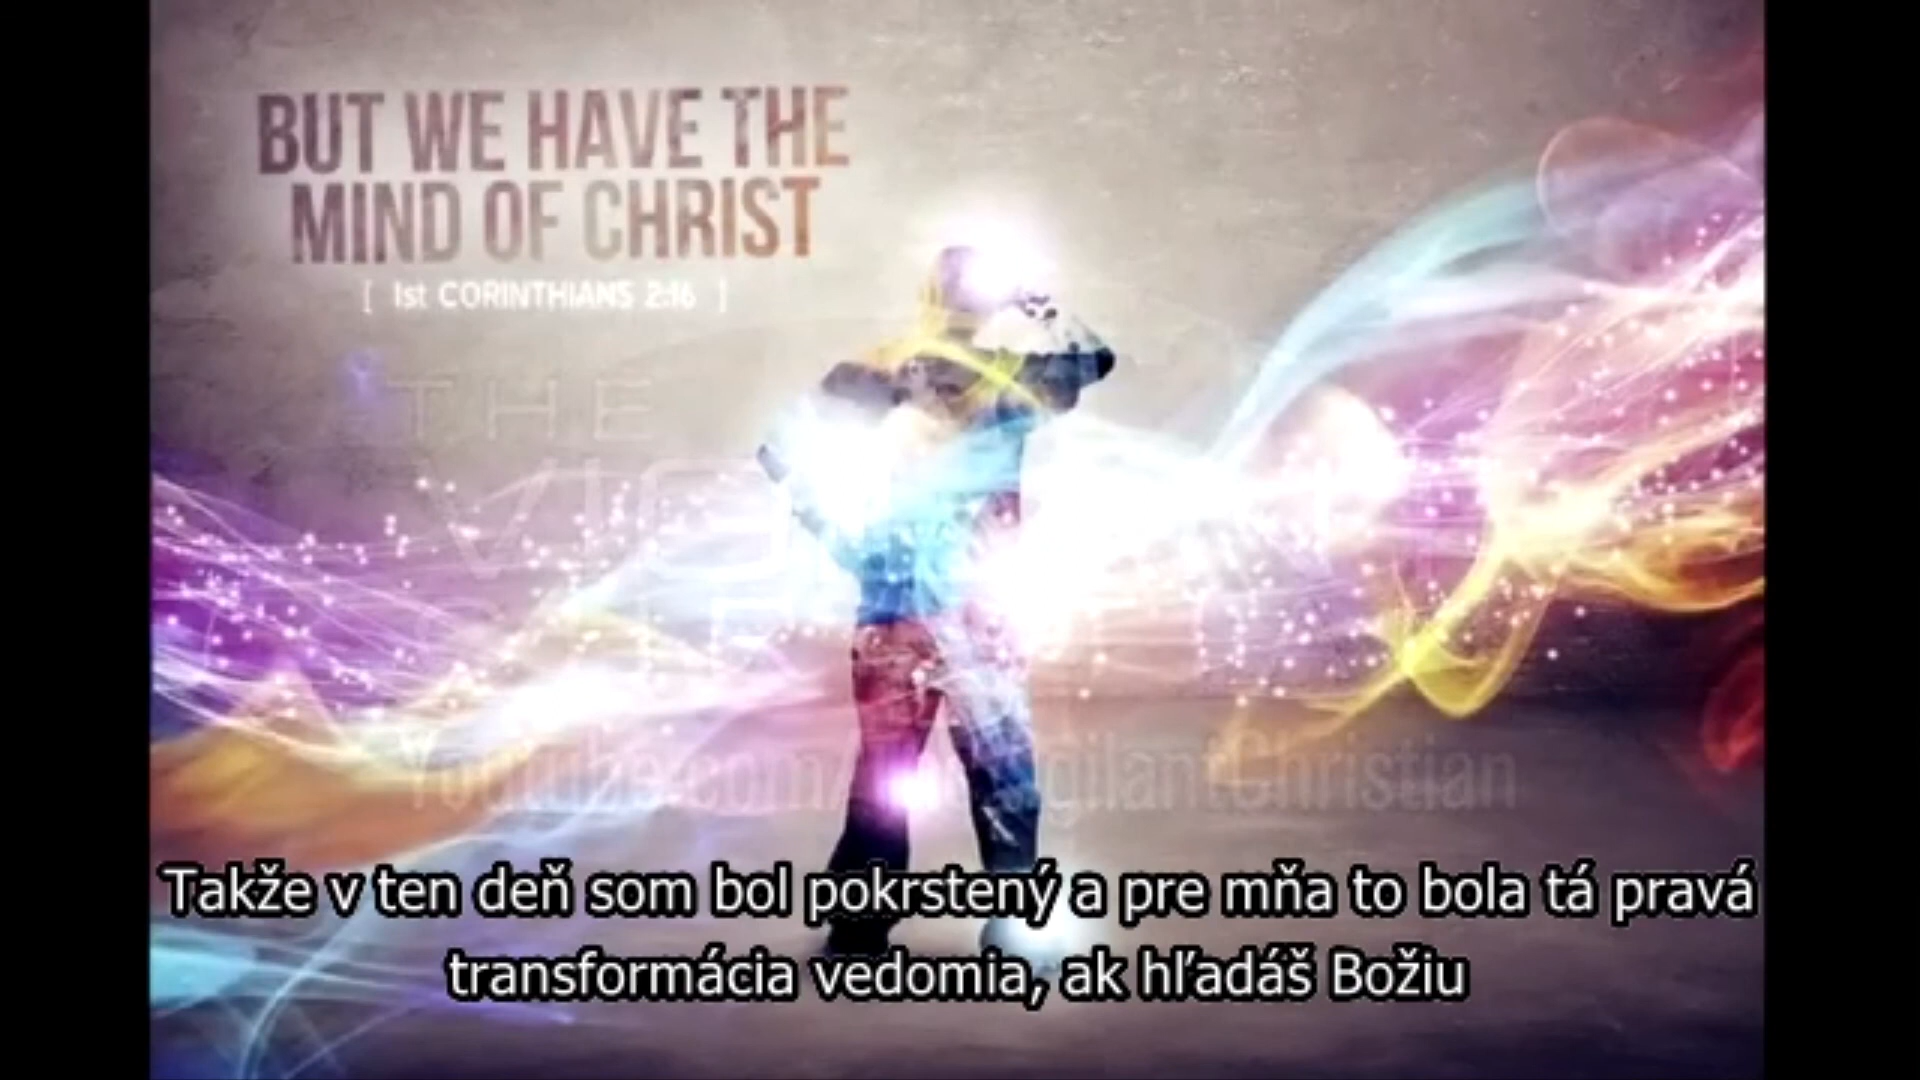 BUT WE HAVE THE
MIND OF CHRIST
[ 1st CORINTHIANS 2:16 ]
THE
Takže v ten deň som bol pokrstený a pre mňa to bola tá pravá
transformácia vedomia, ak hľadáš Božiu